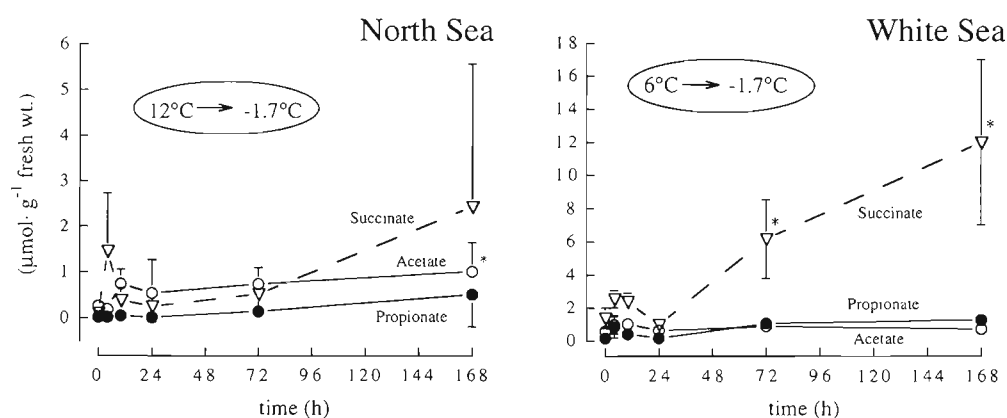 North Sea
(µmol· g⁻¹ fresh wt.)
6
5
4
3
2
1
0
12°C → -1.7°C
Succinate
Acetate
*
Propionate
0 24 48 72 96 120 144 168
time (h)
White Sea
18
16
14
12
10
8
6
4
2
0
6°C → -1.7°C
*
*
Succinate
Propionate
Acetate
0 24 48 72 96 120 144 168
time (h)